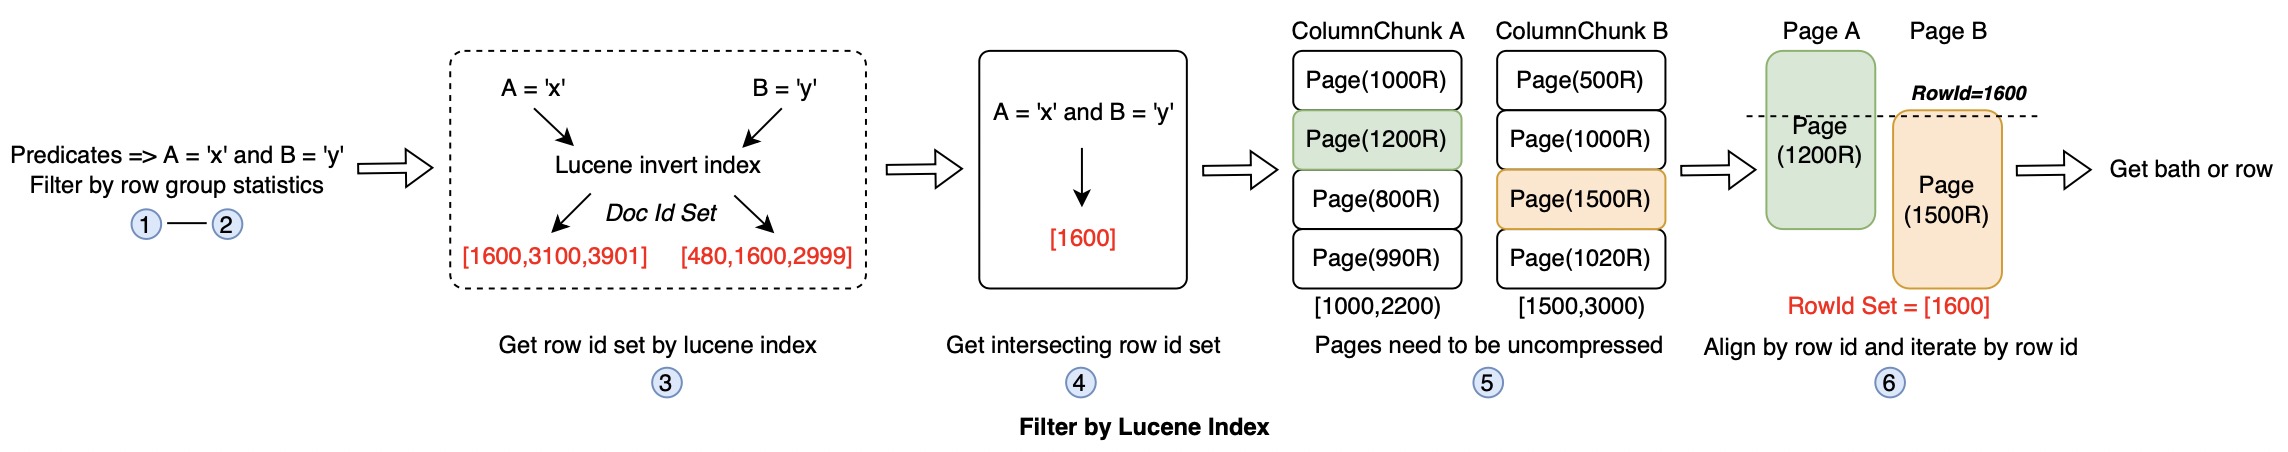 Predicates => A = 'x' and B = 'y'
Filter by row group statistics
1
2
A = 'x'
B = 'y'
Lucene invert index
Doc Id Set
[1600,3100,3901]
[480,1600,2999]
Get row id set by lucene index
3
A = 'x' and B = 'y'
[1600]
Get intersecting row id set
4
ColumnChunk A
Page(1000R)
Page(1200R)
Page(800R)
Page(990R)
[1000,2200)
ColumnChunk B
Page(500R)
Page(1000R)
Page(1500R)
Page(1020R)
[1500,3000)
Pages need to be uncompressed
5
Page A
Page B
RowId=1600
Page
(1200R)
Page
(1500R)
RowId Set = [1600]
Align by row id and iterate by row id
6
Get bath or row
Filter by Lucene Index